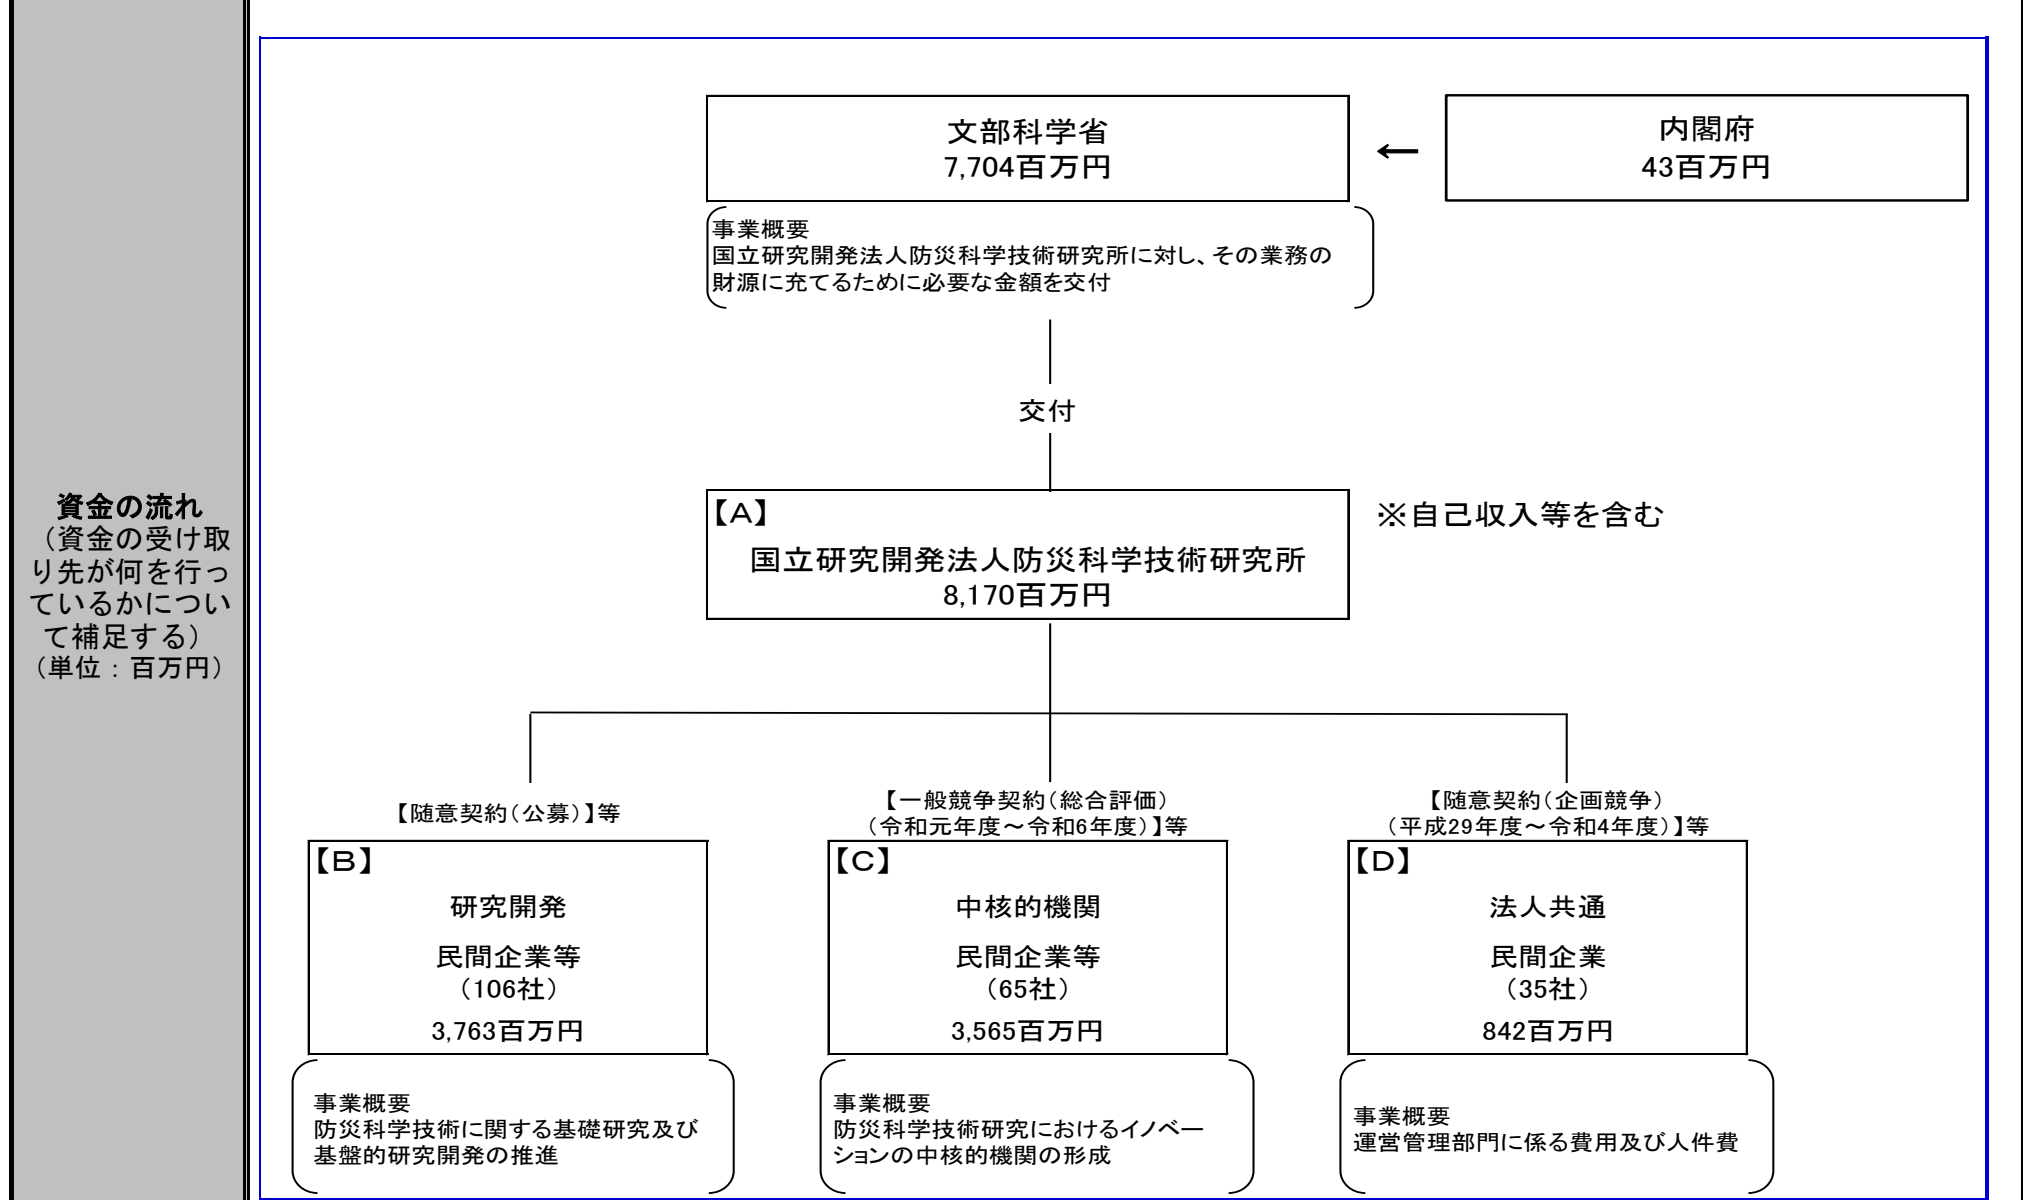 資金の流れ
（資金の受け取
り先が何を行っ
ているかについ
て補足する）
（単位：百万円）
文部科学省
7,704百万円
←
内閣府
43百万円
事業概要
国立研究開発法人防災科学技術研究所に対し、その業務の
財源に充てるために必要な金額を交付
交付
【A】
国立研究開発法人防災科学技術研究所
8,170百万円
※自己収入等を含む
【随意契約（公募）】等
【B】
研究開発
民間企業等
（106社）
3,763百万円
事業概要
防災科学技術に関する基礎研究及び
基盤的研究開発の推進
【一般競争契約（総合評価）
（令和元年度～令和6年度）】等
【C】
中核的機関
民間企業等
（65社）
3,565百万円
事業概要
防災科学技術研究におけるイノベー
ションの中核的機関の形成
【随意契約（企画競争）
（平成29年度～令和4年度）】等
【D】
法人共通
民間企業
（35社）
842百万円
事業概要
運営管理部門に係る費用及び人件費